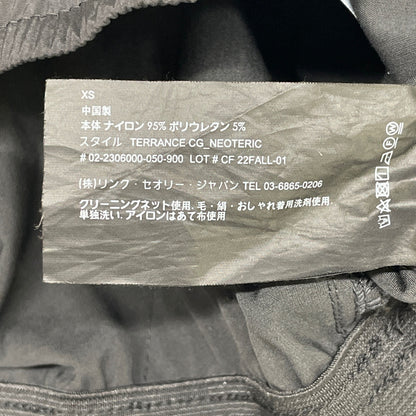 XS
中国製
本体 ナイロン 95% ポリウレタン 5%
スタイル TERRANCE CG_NEOTERIC
# 02-2306000-050-900 LOT # CF 22FALL-01
(株)リンク・セオリー・ジャパン TEL 03-6865-0206
クリーニングネット使用、毛・絹・おしゃれ着用洗剤使用、
単独洗い、アイロンはあて布使用